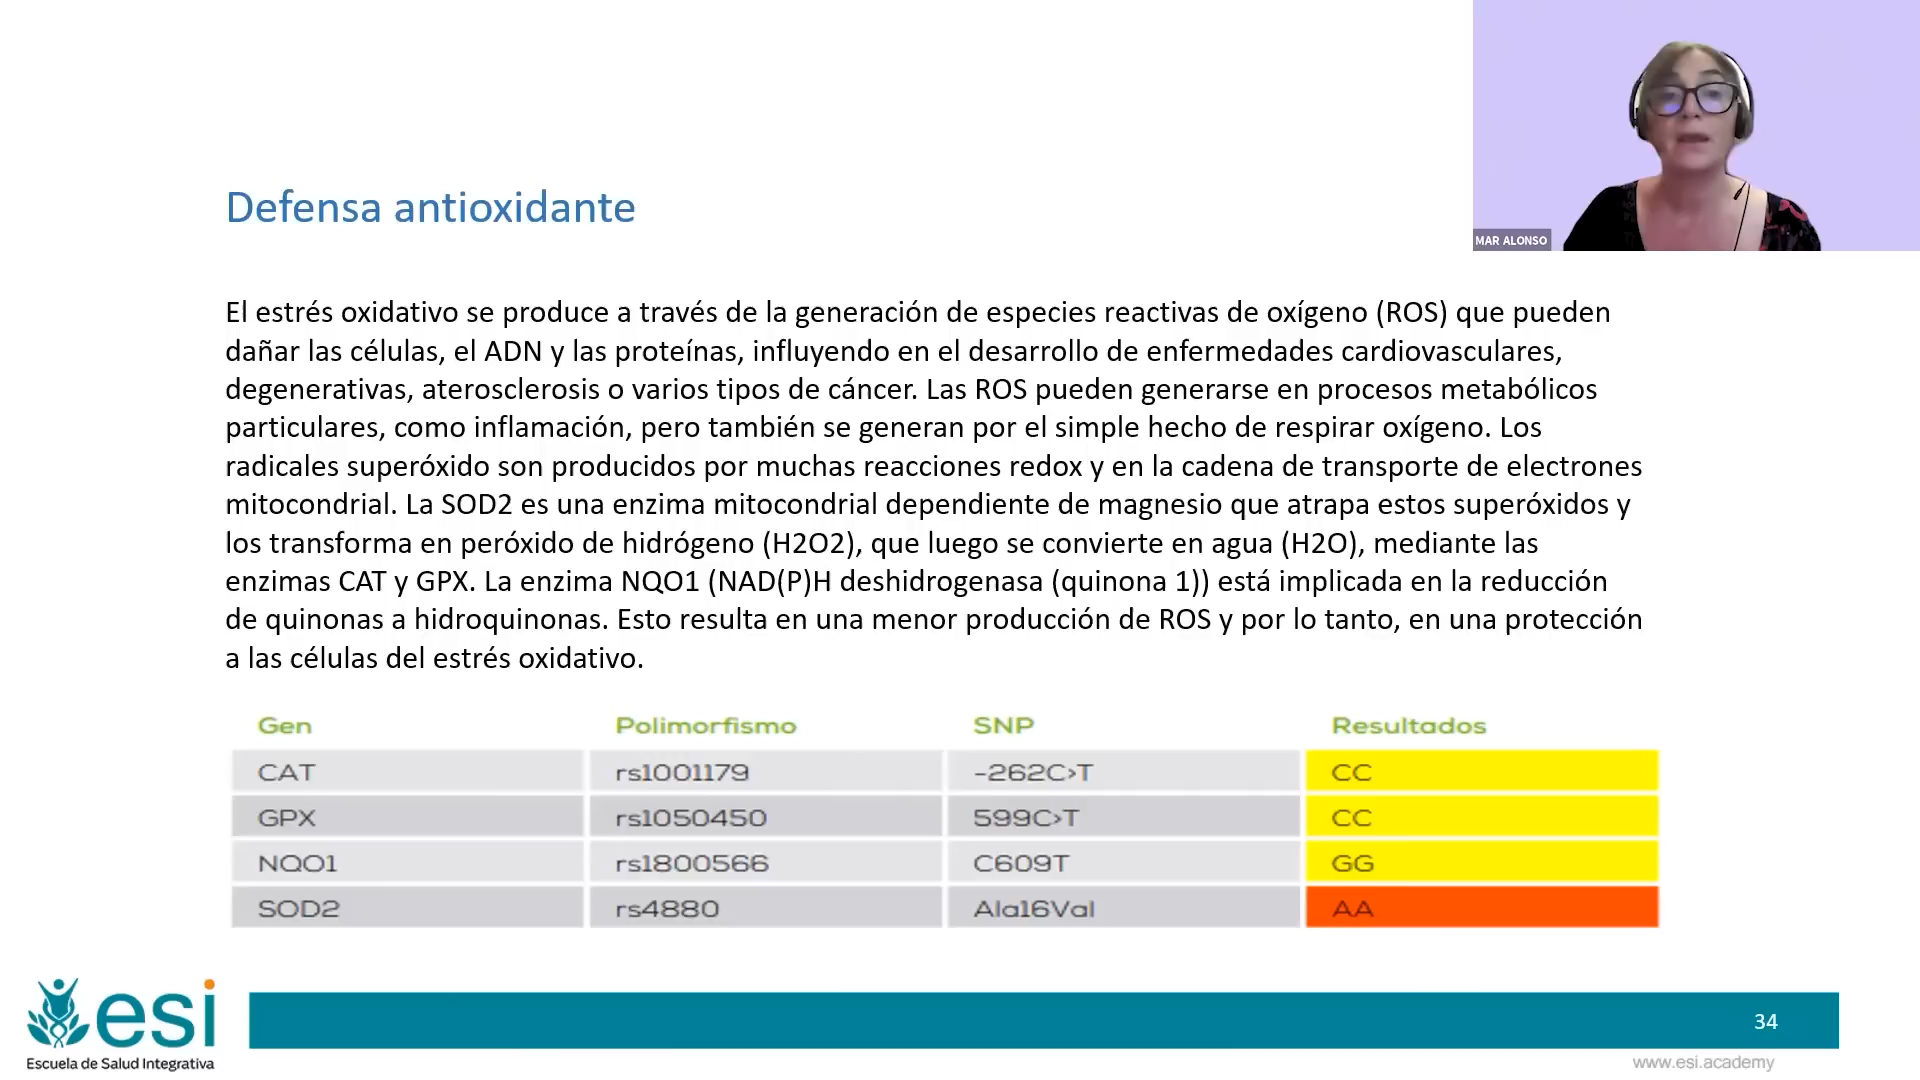 MAR ALONSO
Defensa antioxidante
El estrés oxidativo se produce a través de la generación de especies reactivas de oxígeno (ROS) que pueden
dañar las células, el ADN y las proteínas, influyendo en el desarrollo de enfermedades cardiovasculares,
degenerativas, aterosclerosis o varios tipos de cáncer. Las ROS pueden generarse en procesos metabólicos
particulares, como inflamación, pero también se generan por el simple hecho de respirar oxígeno. Los
radicales superóxido son producidos por muchas reacciones redox y en la cadena de transporte de electrones
mitocondrial. La SOD2 es una enzima mitocondrial dependiente de magnesio que atrapa estos superóxidos y
los transforma en peróxido de hidrógeno (H2O2), que luego se convierte en agua (H2O), mediante las
enzimas CAT y GPX. La enzima NQO1 (NAD(P)H deshidrogenasa (quinona 1)) está implicada en la reducción
de quinonas a hidroquinonas. Esto resulta en una menor producción de ROS y por lo tanto, en una protección
a las células del estrés oxidativo.
Gen Polimorfismo SNP Resultados
CAT rs1001179 -262C>T CC
GPX rs1050450 599C>T CC
NQO1 rs1800566 C609T GG
SOD2 rs4880 Ala16Val AA
esi
Escuela de Salud Integrativa
34
www.esi.academy